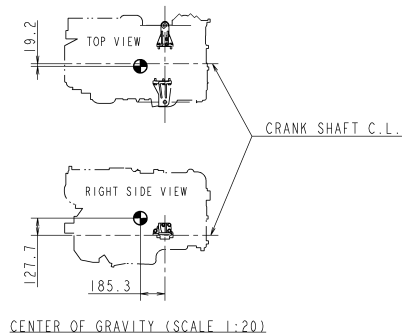 19.2
TOP VIEW
CRANK SHAFT C.L.
RIGHT SIDE VIEW
127.7
185.3
CENTER OF GRAVITY (SCALE 1:20)